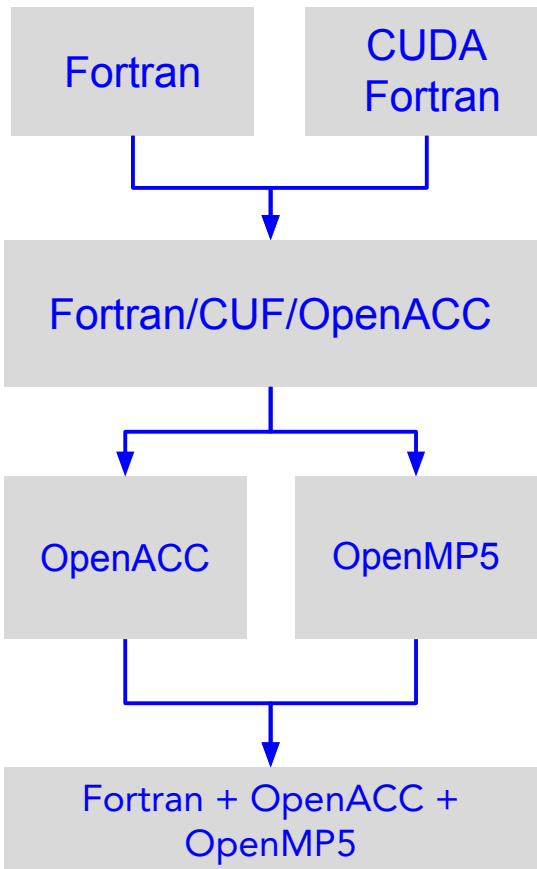 Fortran
CUDA
Fortran
Fortran/CUF/OpenACC
OpenACC
OpenMP5
Fortran + OpenACC +
OpenMP5